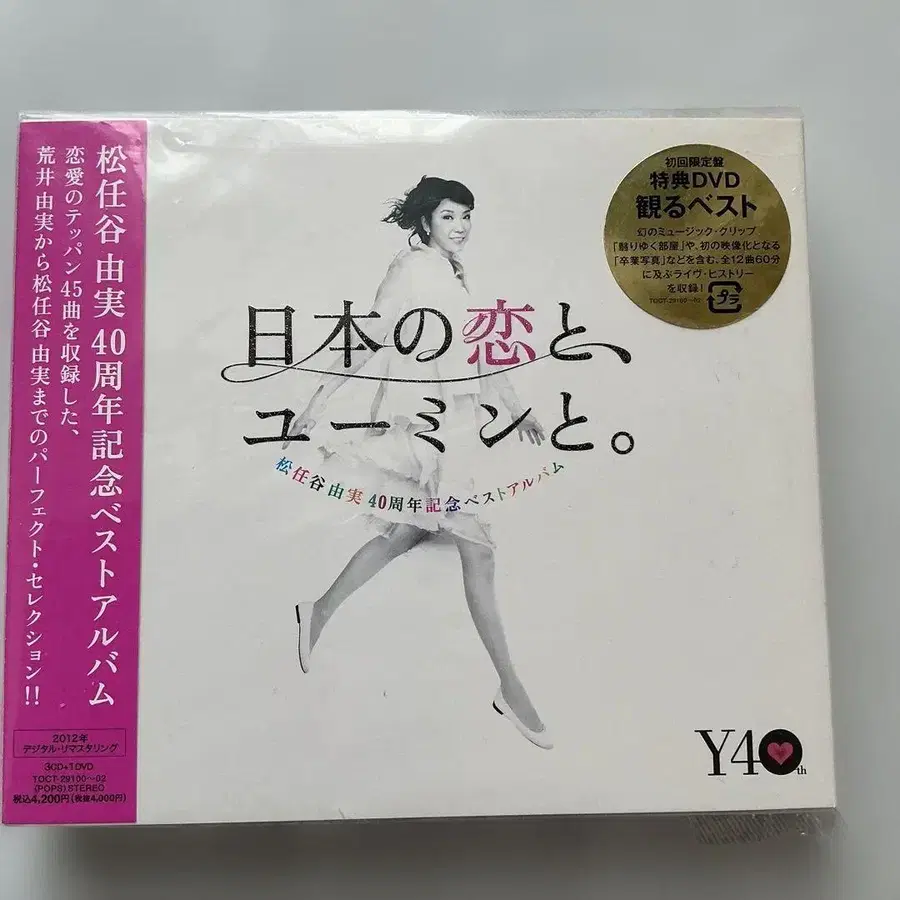 松任谷 由実 40周年記念ベストアルバム
恋愛のテッパン45曲を収録した、
荒井 由実から松任谷 由実までのパーフェクト・セレクション!!
2012年
デジタル・リマスタリング
3CD+1DVD
TOCT-29100〜02
(POPS) STEREO
税込4,200円(税抜4,000円)
日本の恋と、
ユーミンと。
松任谷由実40周年記念ベストアルバム
初回限定盤
特典DVD
観るベスト
幻のミュージック・クリップ
「翳りゆく部屋」や、初の映像化となる
「卒業写真」などを含む、全12曲60分
に及ぶライヴ・ヒストリー
を収録!
TOCT-29100〜02
プラ
Y40th